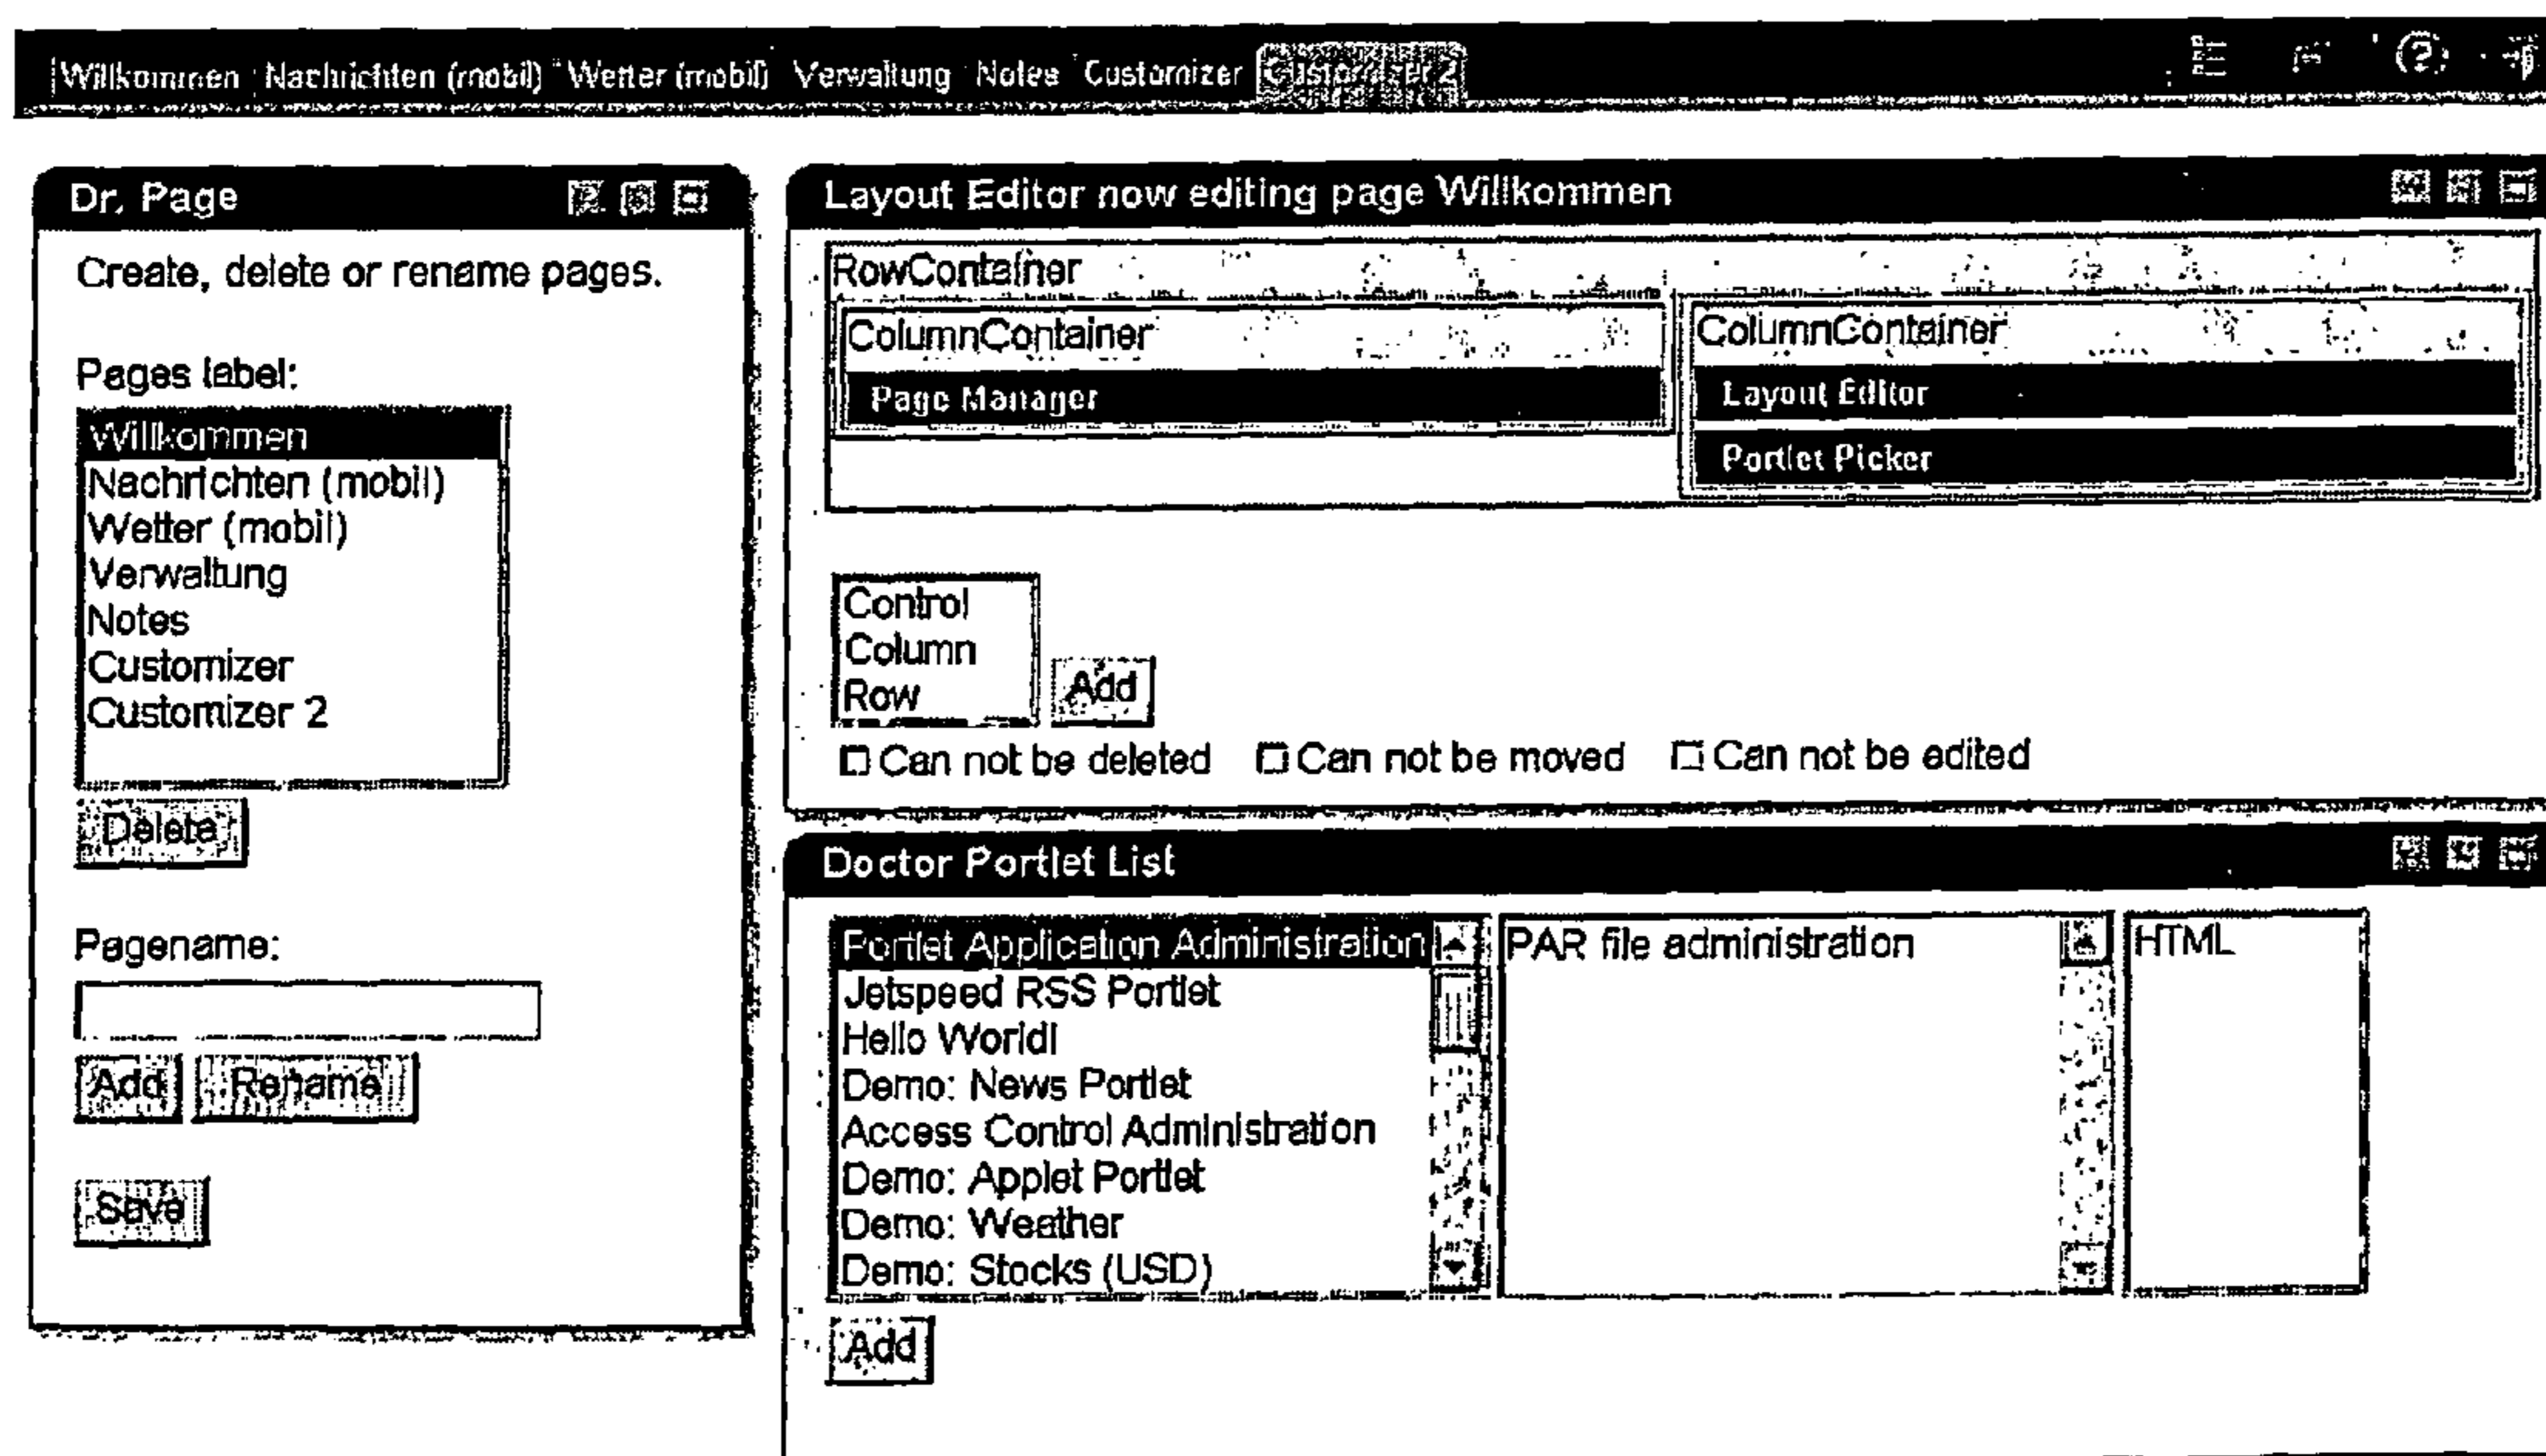 Willkommen Nachrichten (mobil) Wetter (mobil) Verwaltung Notes Customizer Customizer 2
Dr. Page
Create, delete or rename pages.
Pages label:
Willkommen
Nachrichten (mobil)
Wetter (mobil)
Verwaltung
Notes
Customizer
Customizer 2
Delete
Pagename:
Add Rename
Save
Layout Editor now editing page Willkommen
RowContainer
ColumnContainer ColumnContainer
Page Manager Layout Editor
Portlet Picker
Control
Column
Row Add
Can not be deleted Can not be moved Can not be edited
Doctor Portlet List
Portlet Application Administration PAR file administration HTML
Jetspeed RSS Portlet
Hello World!
Demo: News Portlet
Access Control Administration
Demo: Applet Portlet
Demo: Weather
Demo: Stocks (USD)
Add